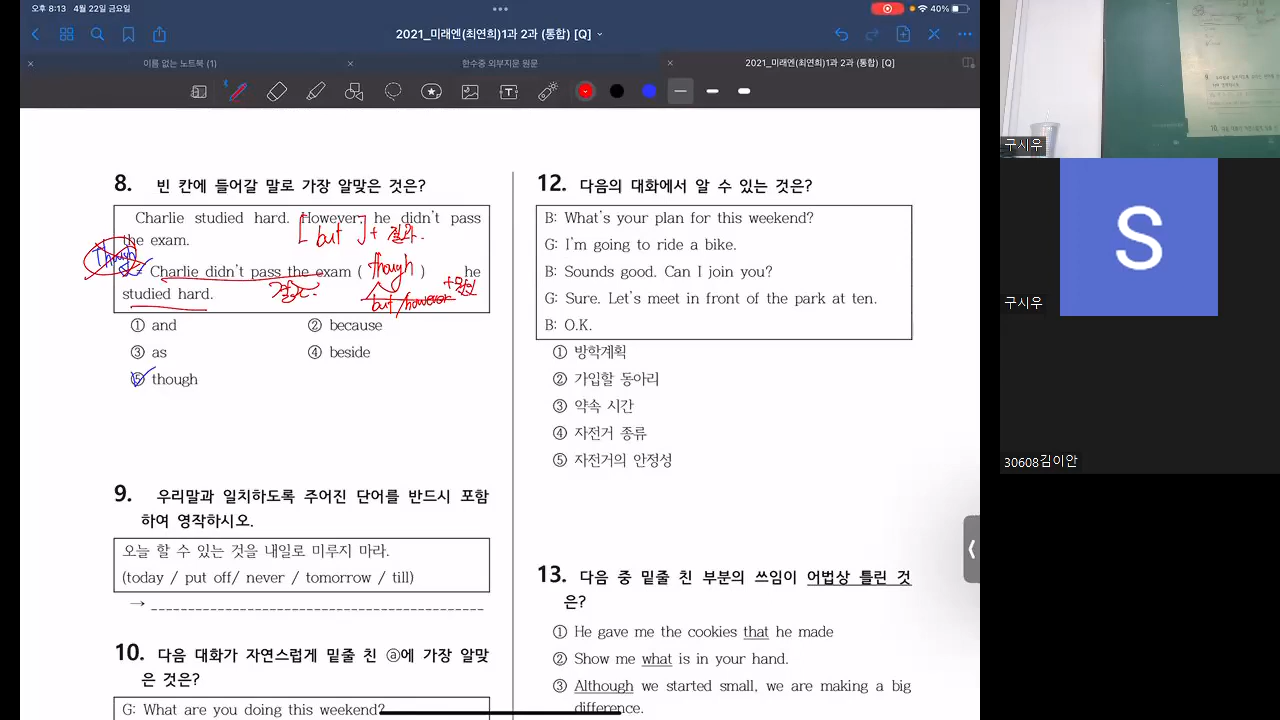 오후 8:13 4월 22일 금요일
40%
2021_미래엔(최연희)1과 2과 (통합) [Q]
이름 없는 노트북 (1)
한수중 외부지문 원문
2021_미래엔(최연희)1과 2과 (통합) [Q]
8. 빈 칸에 들어갈 말로 가장 알맞은 것은?
Charlie studied hard. However, he didn't pass
the exam.
[ but ] + 결과.
Though
= Charlie didn't pass the exam ( though ) he
studied hard.
결과.
but/however
+원인
① and
② because
③ as
④ beside
⑤ though
9. 우리말과 일치하도록 주어진 단어를 반드시 포함
하여 영작하시오.
오늘 할 수 있는 것을 내일로 미루지 마라.
(today / put off/ never / tomorrow / till)
→ ________________________________________
10. 다음 대화가 자연스럽게 밑줄 친 ⓐ에 가장 알맞
은 것은?
G: What are you doing this weekend?
12. 다음의 대화에서 알 수 있는 것은?
B: What's your plan for this weekend?
G: I'm going to ride a bike.
B: Sounds good. Can I join you?
G: Sure. Let's meet in front of the park at ten.
B: O.K.
① 방학계획
② 가입할 동아리
③ 약속 시간
④ 자전거 종류
⑤ 자전거의 안정성
13. 다음 중 밑줄 친 부분의 쓰임이 어법상 틀린 것
은?
① He gave me the cookies that he made
② Show me what is in your hand.
③ Although we started small, we are making a big
difference.
구시우
S
구시우
30608김이안